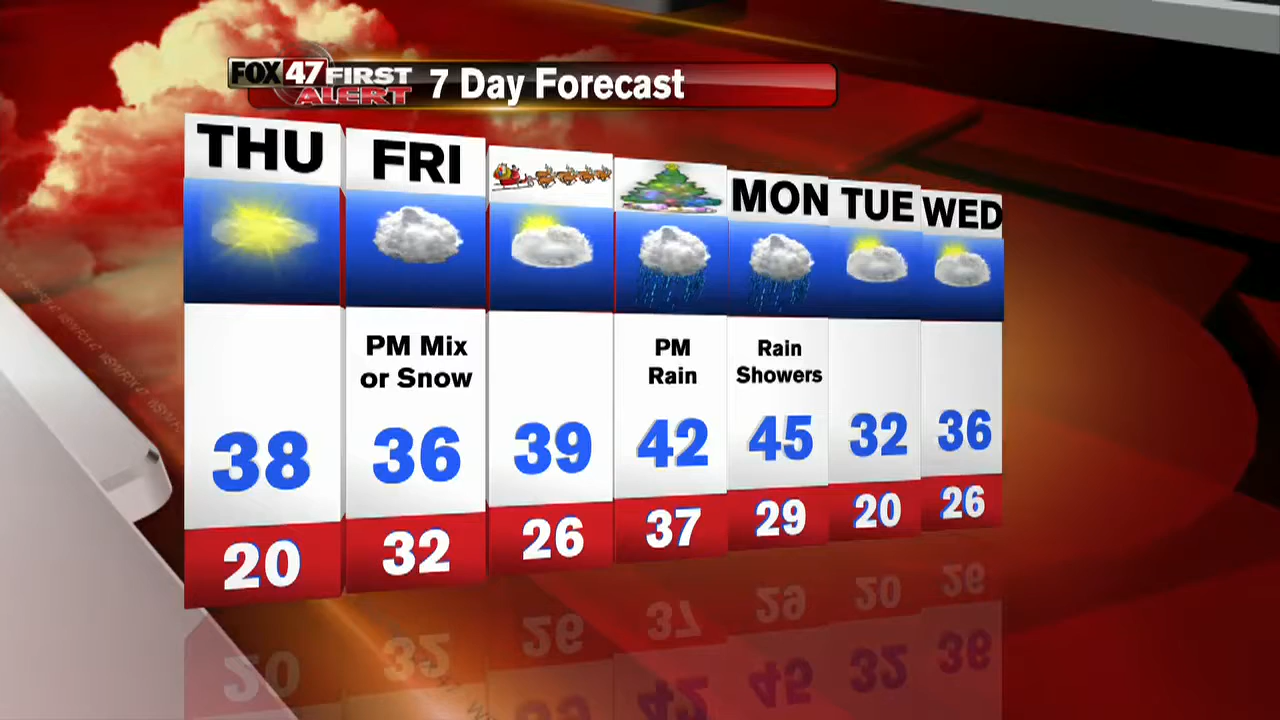 FOX 47 FIRST
ALERT
7 Day Forecast
THU
FRI
MON
TUE
WED
PM Mix
or Snow
PM
Rain
Rain
Showers
38
36
39
42
45
32
36
20
32
26
37
29
20
26